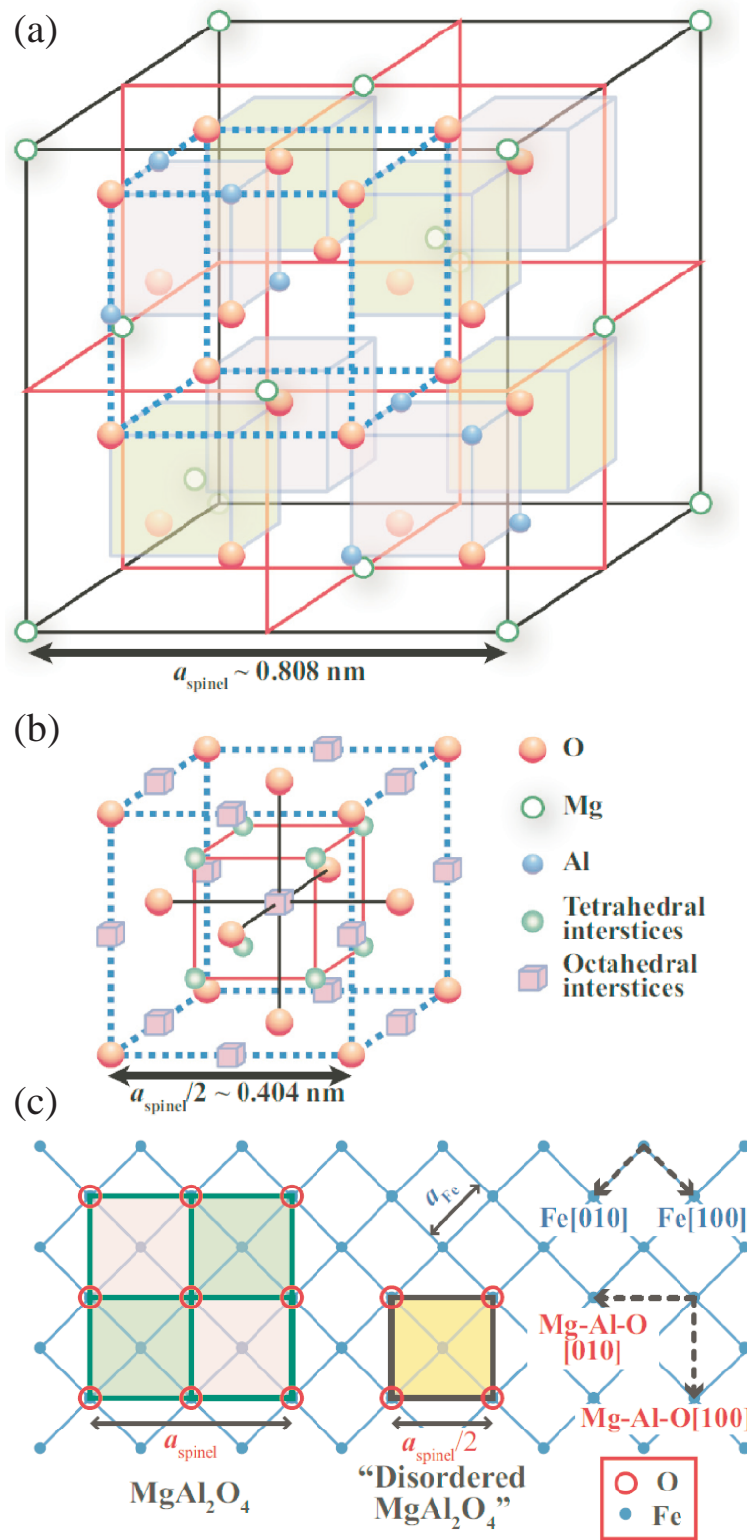 (a)
a_spinel ~ 0.808 nm
(b)
O
Mg
Al
Tetrahedral
interstices
Octahedral
interstices
a_spinel/2 ~ 0.404 nm
(c)
a_Fe
Fe[010]
Fe[100]
Mg-Al-O
[010]
Mg-Al-O[100]
a_spinel
a_spinel/2
MgAl₂O₄
“Disordered
MgAl₂O₄”
O
Fe